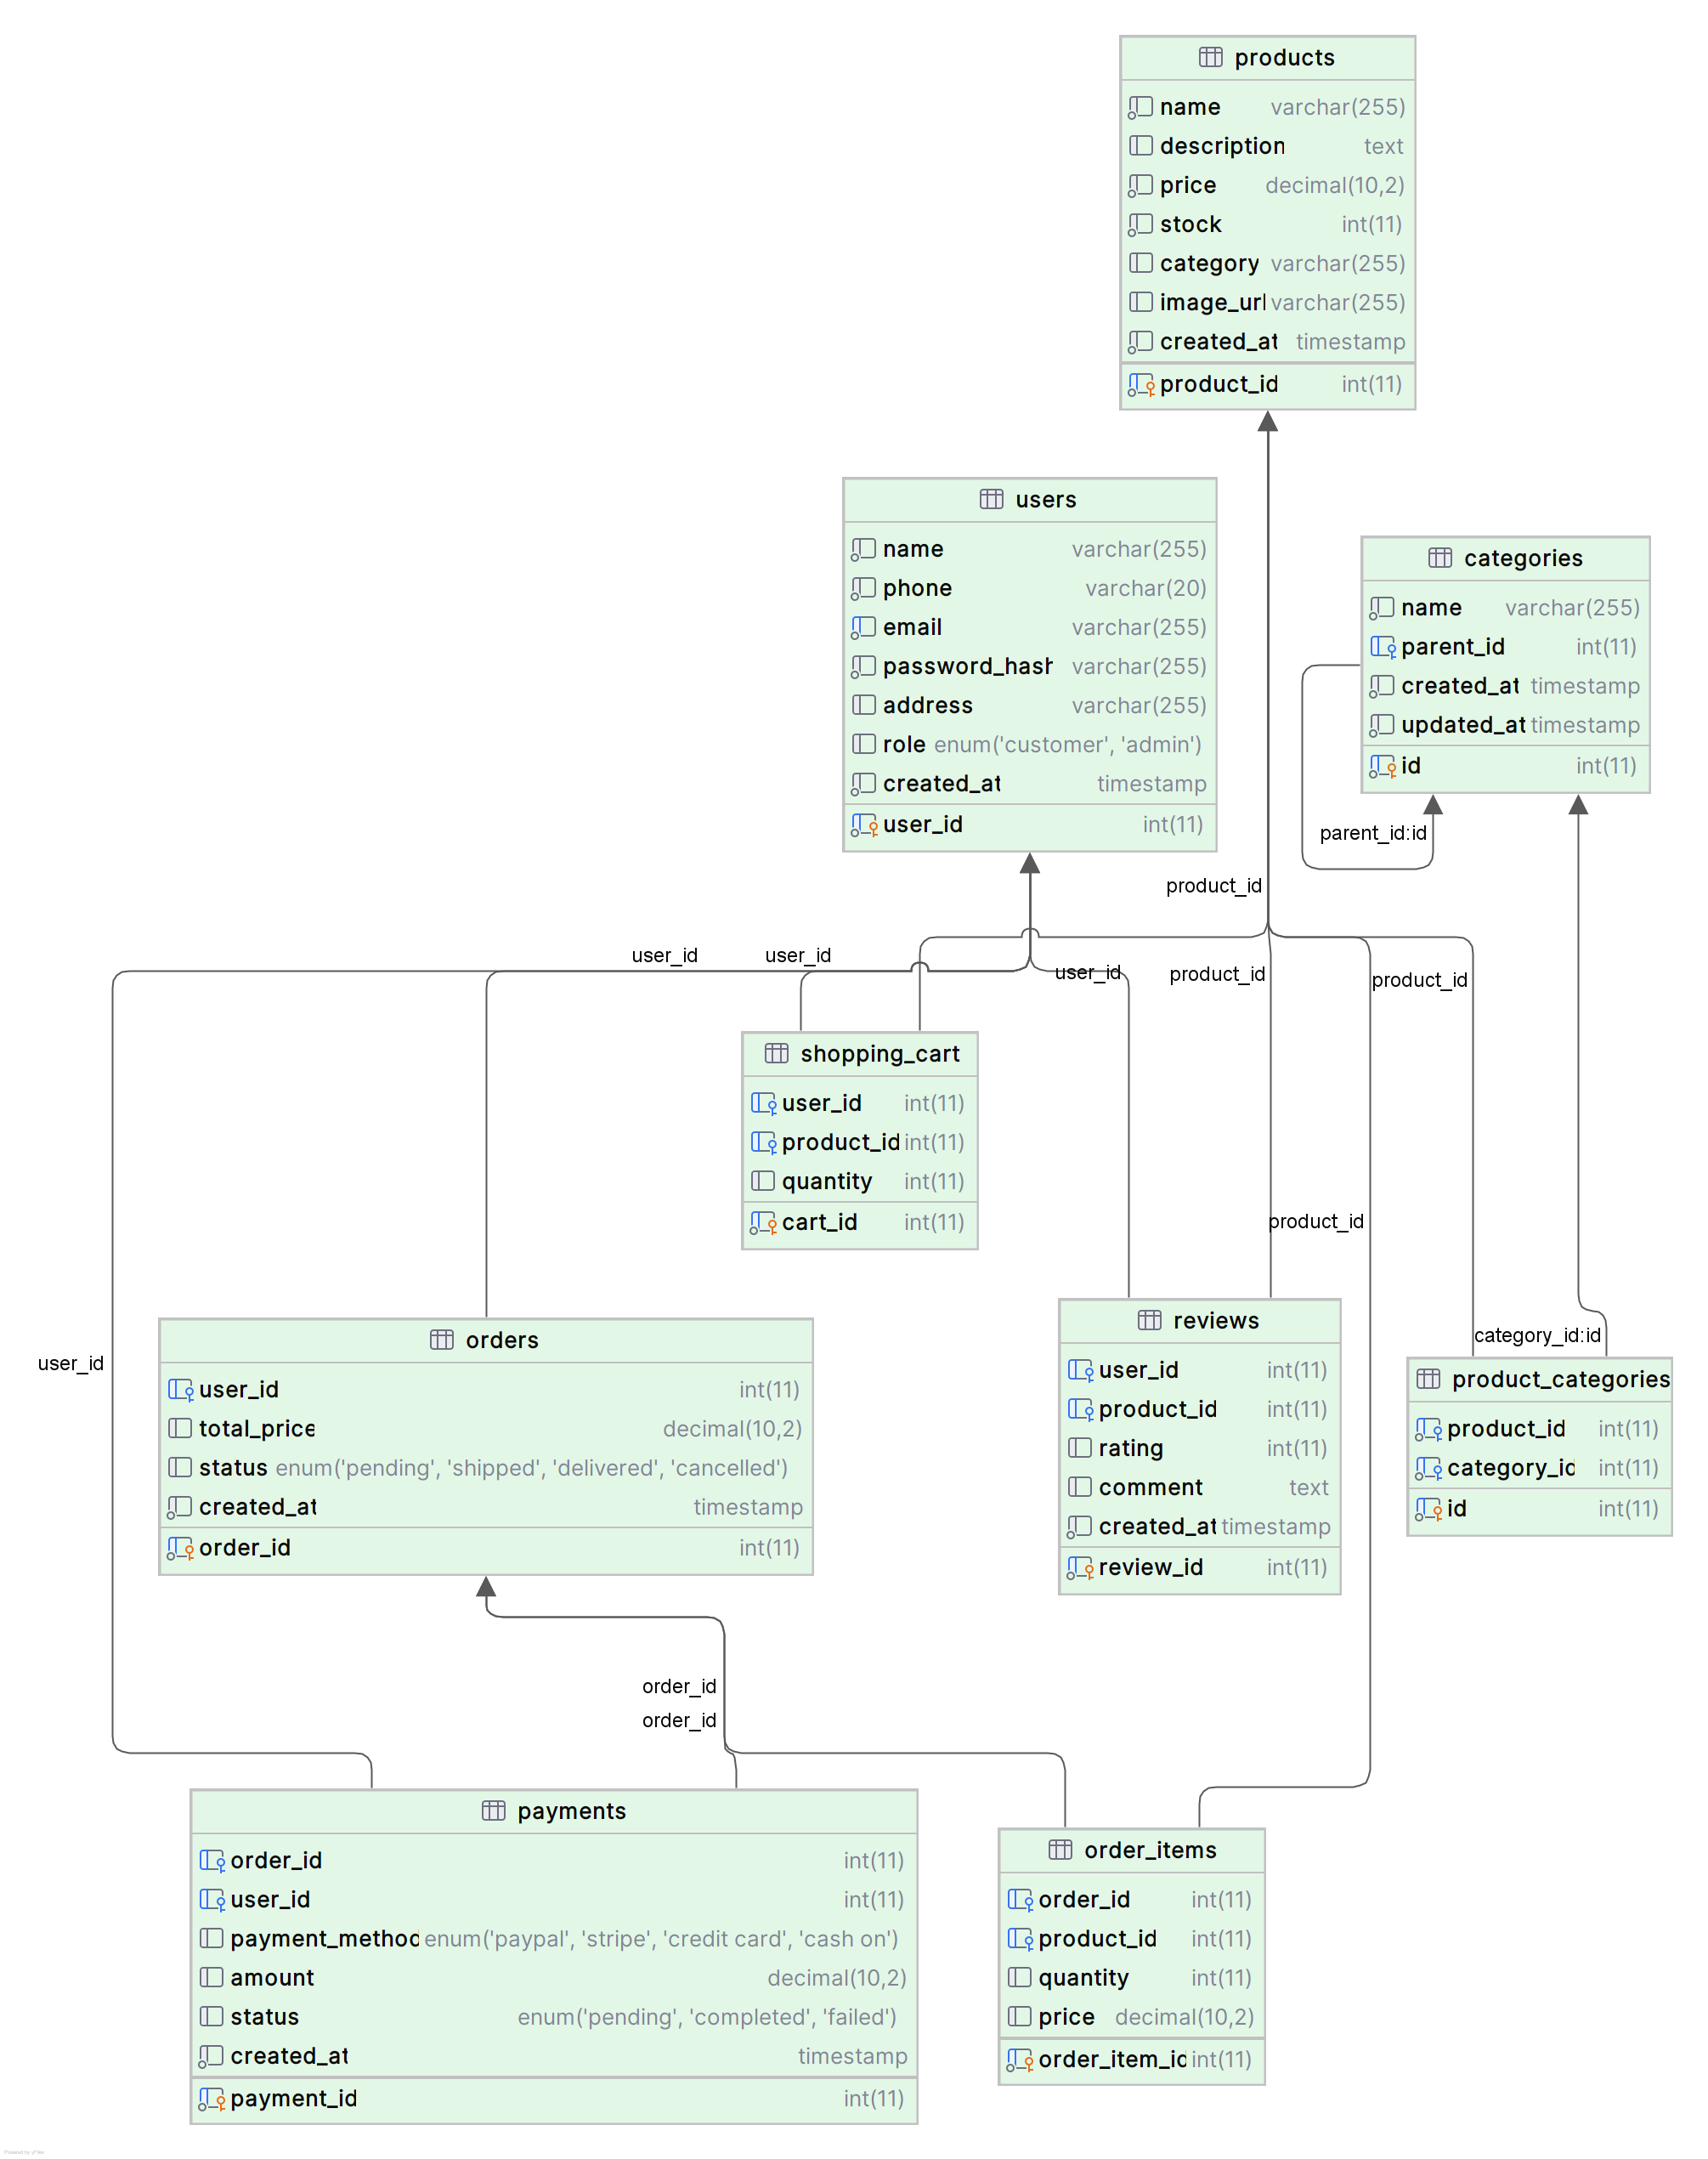 products
name varchar(255)
description text
price decimal(10,2)
stock int(11)
category varchar(255)
image_url varchar(255)
created_at timestamp
product_id int(11)
users
name varchar(255)
phone varchar(20)
email varchar(255)
password_hash varchar(255)
address varchar(255)
role enum('customer', 'admin')
created_at timestamp
user_id int(11)
categories
name varchar(255)
parent_id int(11)
created_at timestamp
updated_at timestamp
id int(11)
parent_id:id
product_id
user_id
user_id
user_id
product_id
product_id
shopping_cart
user_id int(11)
product_id int(11)
quantity int(11)
cart_id int(11)
product_id
user_id
category_id:id
orders
user_id int(11)
total_price decimal(10,2)
status enum('pending', 'shipped', 'delivered', 'cancelled')
created_at timestamp
order_id int(11)
reviews
user_id int(11)
product_id int(11)
rating int(11)
comment text
created_at timestamp
review_id int(11)
product_categories
product_id int(11)
category_id int(11)
id int(11)
order_id
order_id
payments
order_id int(11)
user_id int(11)
payment_method enum('paypal', 'stripe', 'credit card', 'cash on')
amount decimal(10,2)
status enum('pending', 'completed', 'failed')
created_at timestamp
payment_id int(11)
order_items
order_id int(11)
product_id int(11)
quantity int(11)
price decimal(10,2)
order_item_id int(11)
Powered by yFiles